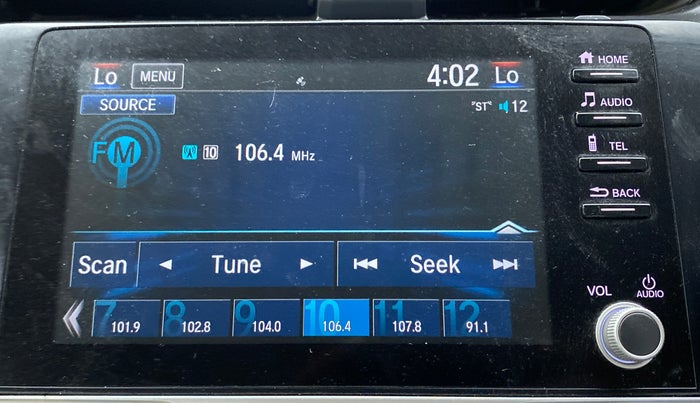 Lo MENU 4:02 Lo
SOURCE "ST" 12
FM 10 106.4 MHz
Scan Tune Seek
7 101.9 8 102.8 9 104.0 10 106.4 11 107.8 12 91.1
HOME
AUDIO
TEL
BACK
VOL AUDIO